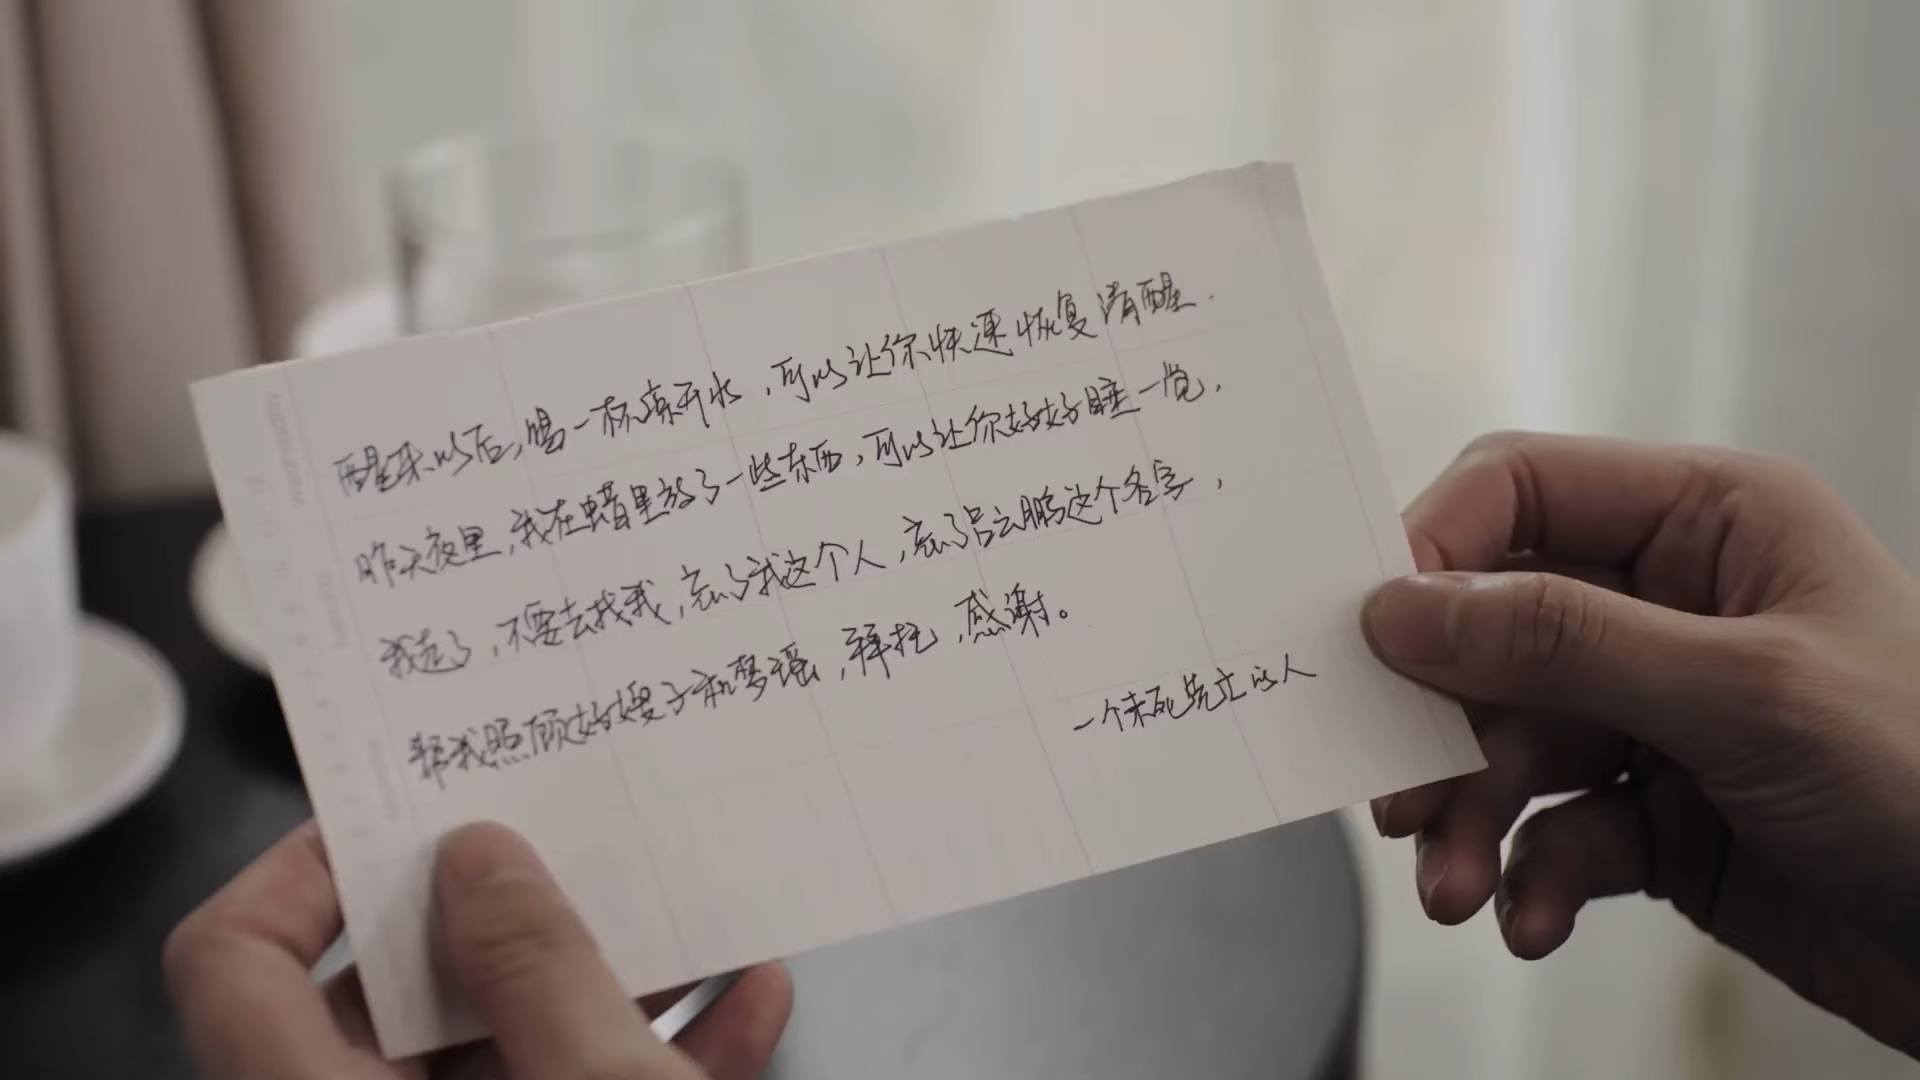 醒来以后，喝一杯凉开水，可以让你快速恢复清醒.
昨天夜里，我在蜡里放了一些东西，可以让你好好睡一觉，
我走了，不要去找我，忘了我这个人，忘了吕云鹏这个名字，
帮我照顾好嫂子和梦谣，拜托，感谢。
一个未死先立的人